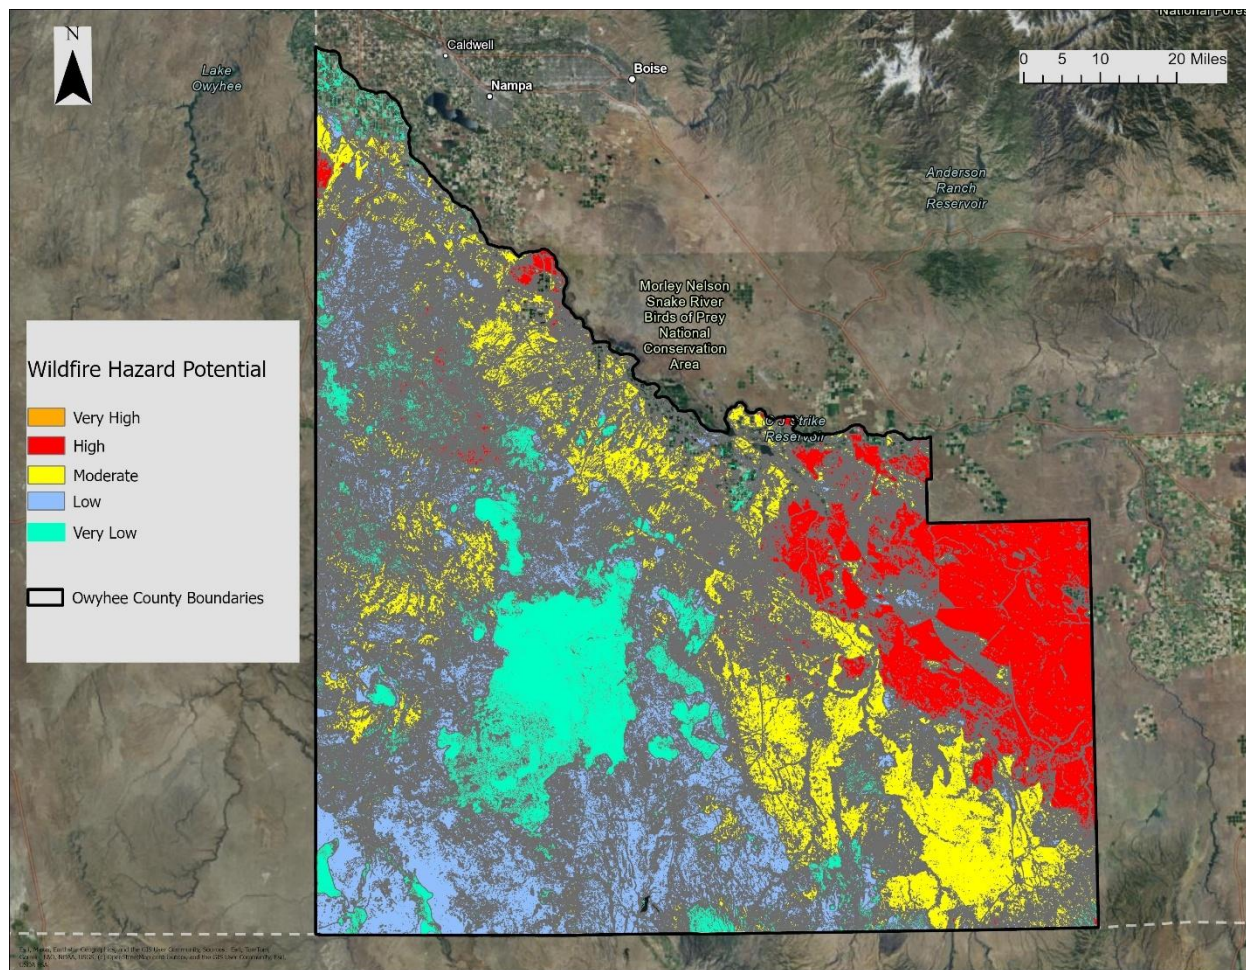 National Fores
N
Caldwell
Boise
Nampa
0 5 10 20 Miles
Lake
Owyhee
Anderson
Ranch
Reservoir
Morley Nelson
Snake River
Birds of Prey
National
Conservation
Area
Strike
Reservoir
Wildfire Hazard Potential
Very High
High
Moderate
Low
Very Low
Owyhee County Boundaries